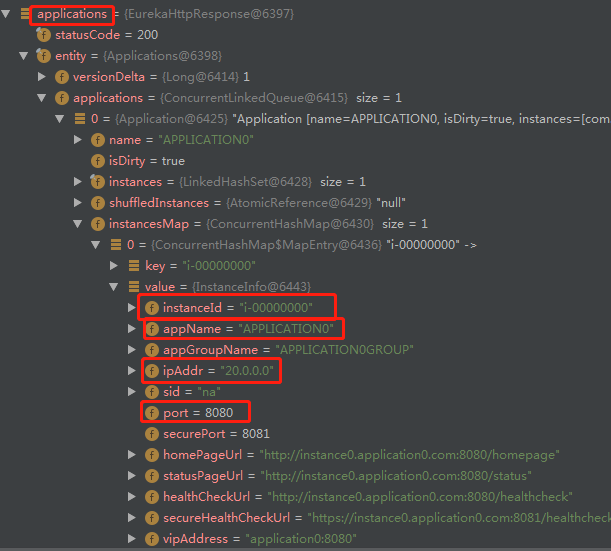 applications = {EurekaHttpResponse@6397}
statusCode = 200
entity = {Applications@6398}
versionDelta = {Long@6414} 1
applications = {ConcurrentLinkedQueue@6415} size = 1
0 = {Application@6425} "Application [name=APPLICATION0, isDirty=true, instances=[com.
name = "APPLICATION0"
isDirty = true
instances = {LinkedHashSet@6428} size = 1
shuffledInstances = {AtomicReference@6429} "null"
instancesMap = {ConcurrentHashMap@6430} size = 1
0 = {ConcurrentHashMap$MapEntry@6436} "i-00000000" ->
key = "i-00000000"
value = {InstanceInfo@6443}
instanceId = "i-00000000"
appName = "APPLICATION0"
appGroupName = "APPLICATION0GROUP"
ipAddr = "20.0.0.0"
sid = "na"
port = 8080
securePort = 8081
homePageUrl = "http://instance0.application0.com:8080/homepage"
statusPageUrl = "http://instance0.application0.com:8080/status"
healthCheckUrl = "http://instance0.application0.com:8080/healthcheck"
secureHealthCheckUrl = "https://instance0.application0.com:8081/healthcheck
vipAddress = "application0:8080"